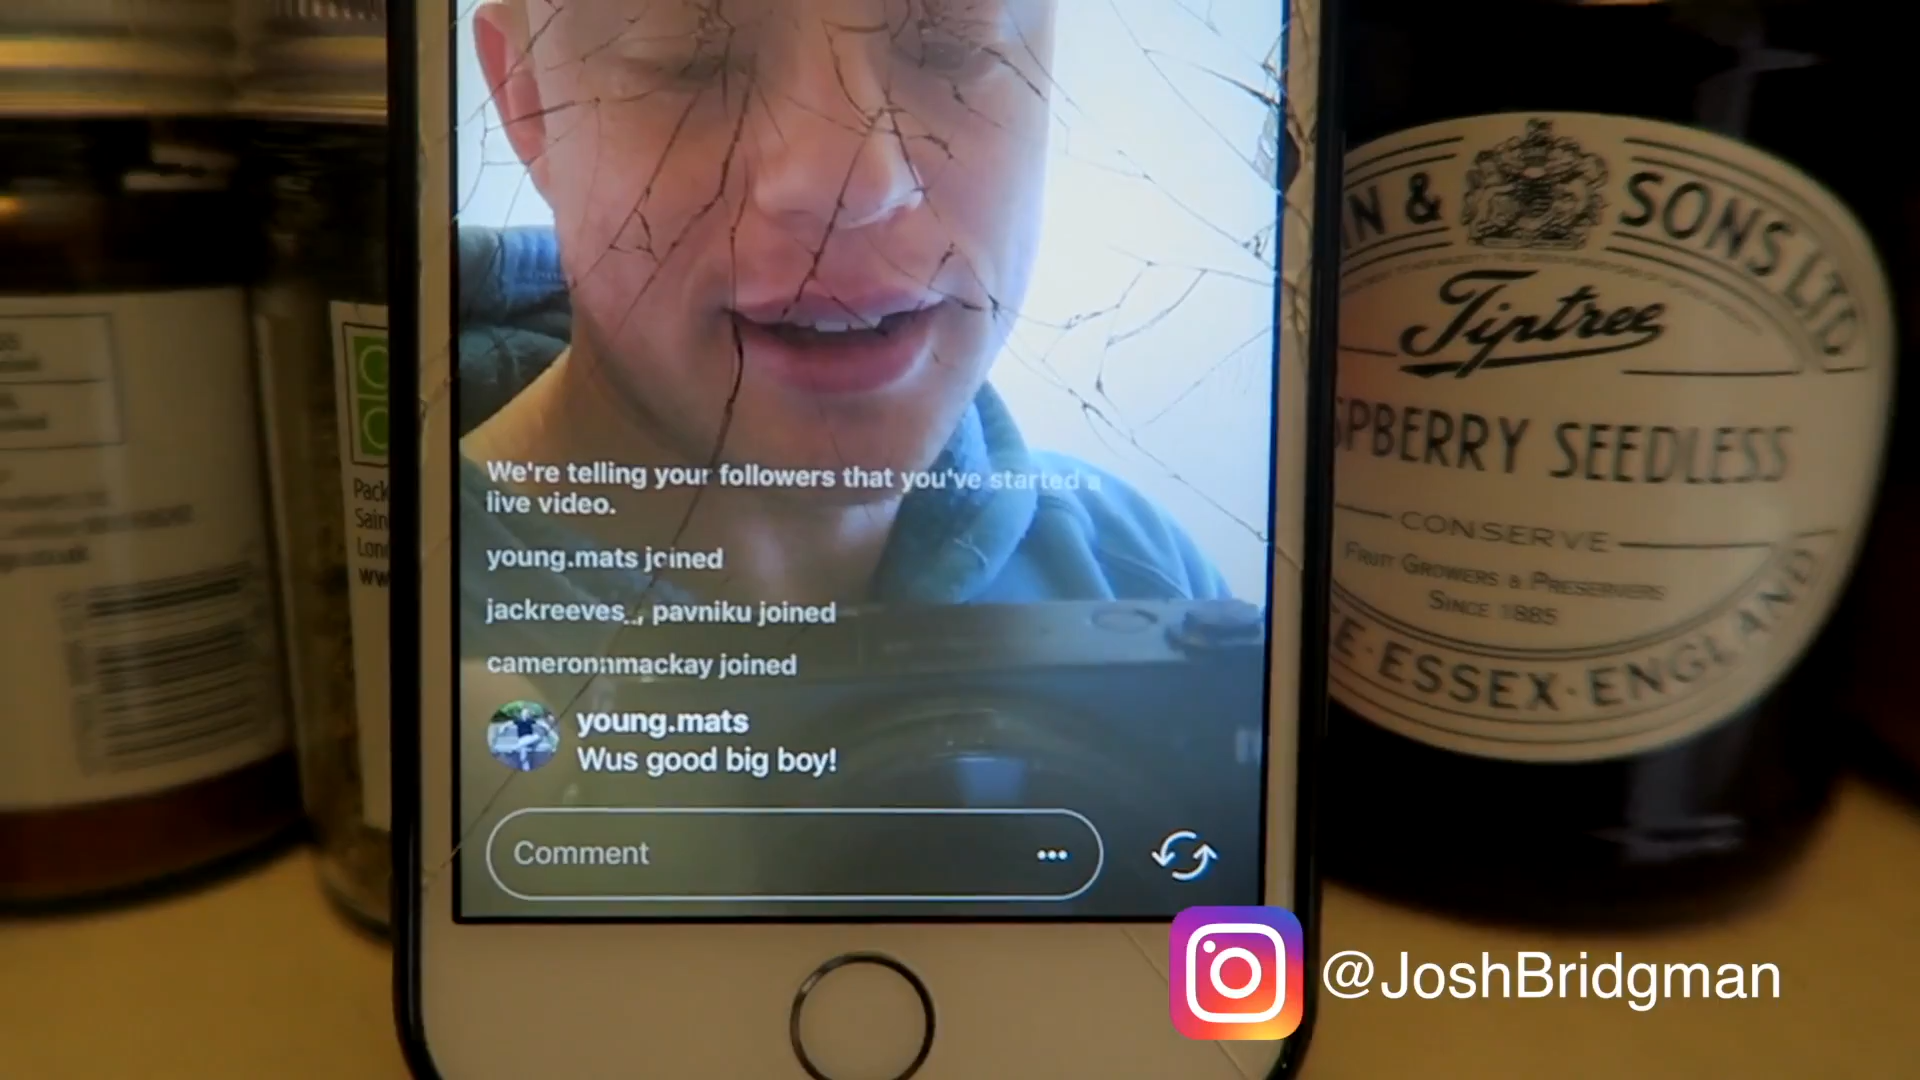 We're telling your followers that you've started a
live video.
young.mats joined
jackreeves_., pavniku joined
cameronnmackay joined
young.mats
Wus good big boy!
Comment
@JoshBridgman
& SONS LTD
Tiptree
SEEDLESS
CONSERVE
FRUIT GROWERS & PRESERVERS
SINCE 1885
ESSEX · ENGLAND